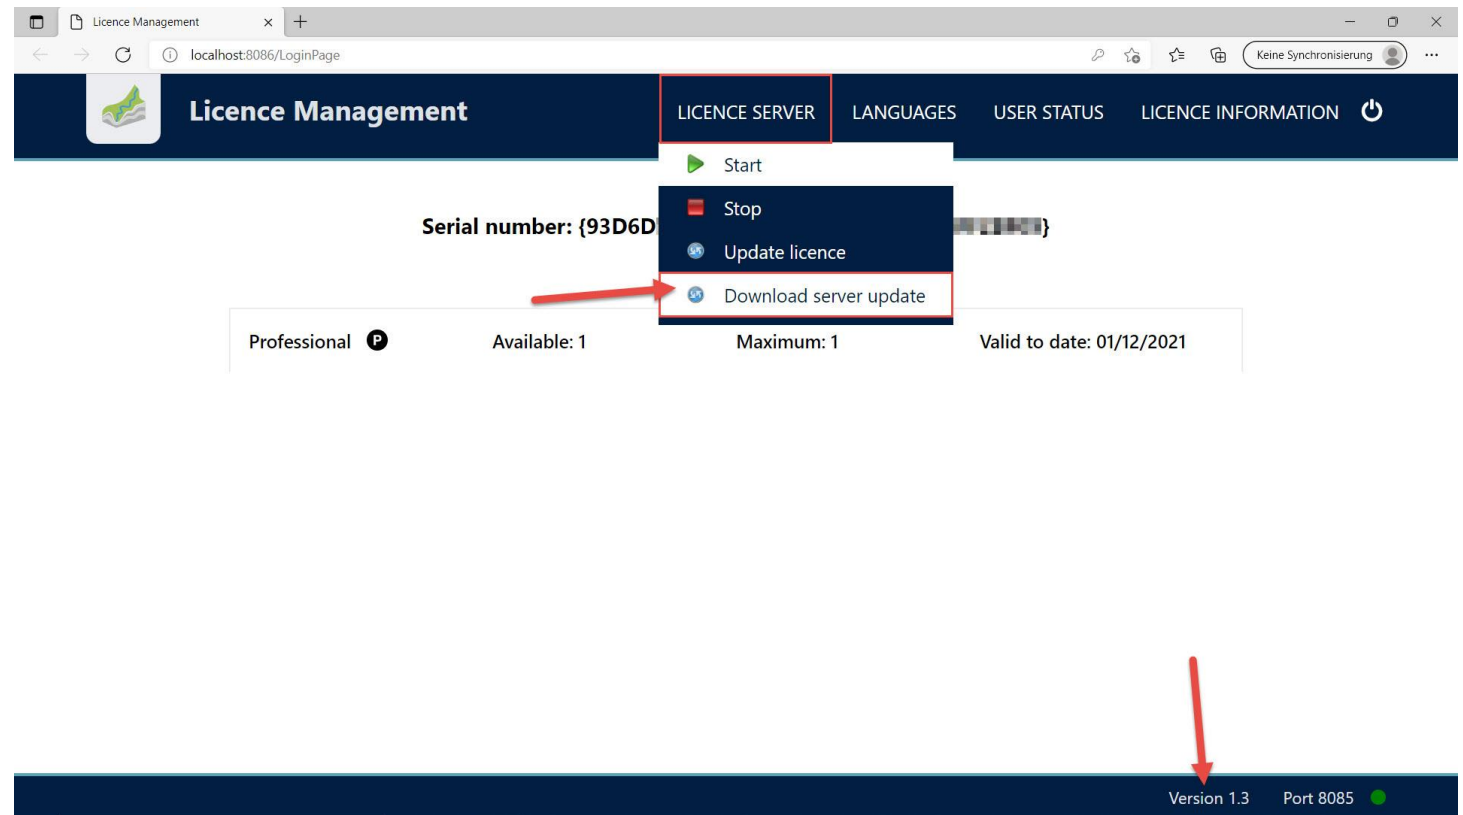 Licence Management
localhost:8086/LoginPage
Keine Synchronisierung
Licence Management
LICENCE SERVER
LANGUAGES
USER STATUS
LICENCE INFORMATION
Start
Stop
Update licence
Download server update
Serial number: {93D6D }
Professional P Available: 1 Maximum: 1 Valid to date: 01/12/2021
Version 1.3 Port 8085